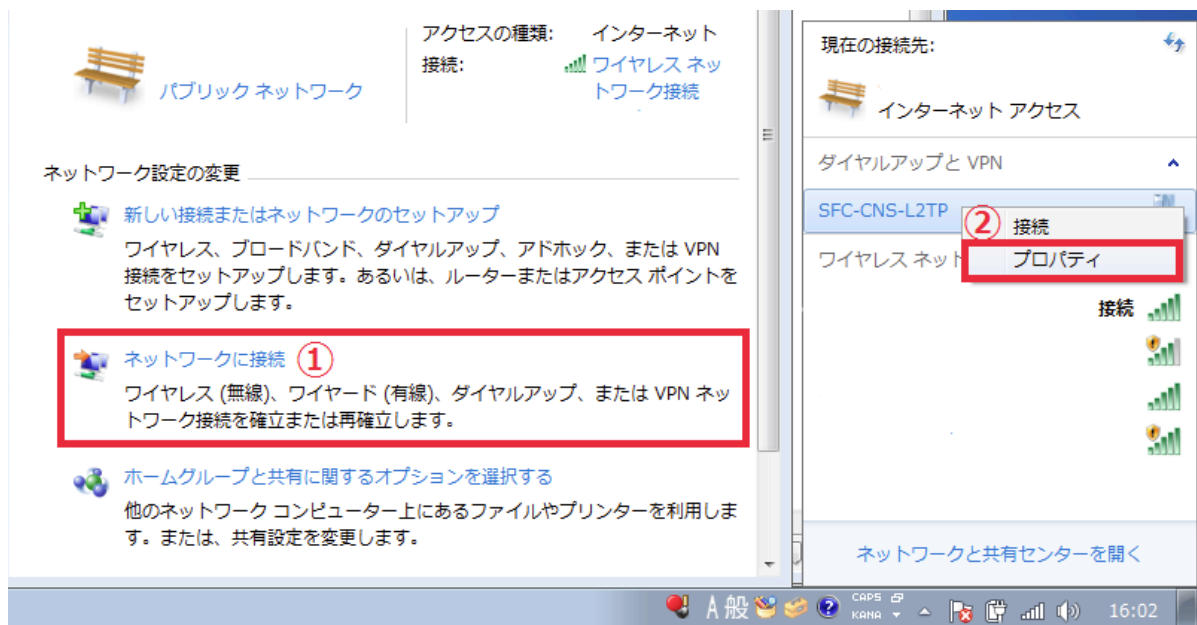 アクセスの種類: インターネット
接続: ワイヤレス ネッ
トワーク接続
パブリック ネットワーク
ネットワーク設定の変更
新しい接続またはネットワークのセットアップ
ワイヤレス、ブロードバンド、ダイヤルアップ、アドホック、または VPN
接続をセットアップします。あるいは、ルーターまたはアクセス ポイントを
セットアップします。
ネットワークに接続 ①
ワイヤレス (無線)、ワイヤード (有線)、ダイヤルアップ、または VPN ネッ
トワーク接続を確立または再確立します。
ホームグループと共有に関するオプションを選択する
他のネットワーク コンピューター上にあるファイルやプリンターを利用しま
す。または、共有設定を変更します。
現在の接続先:
インターネット アクセス
ダイヤルアップと VPN
SFC-CNS-L2TP
② 接続
ワイヤレス ネット
プロパティ
接続
ネットワークと共有センターを開く
A 般
CAPS
KANA
16:02